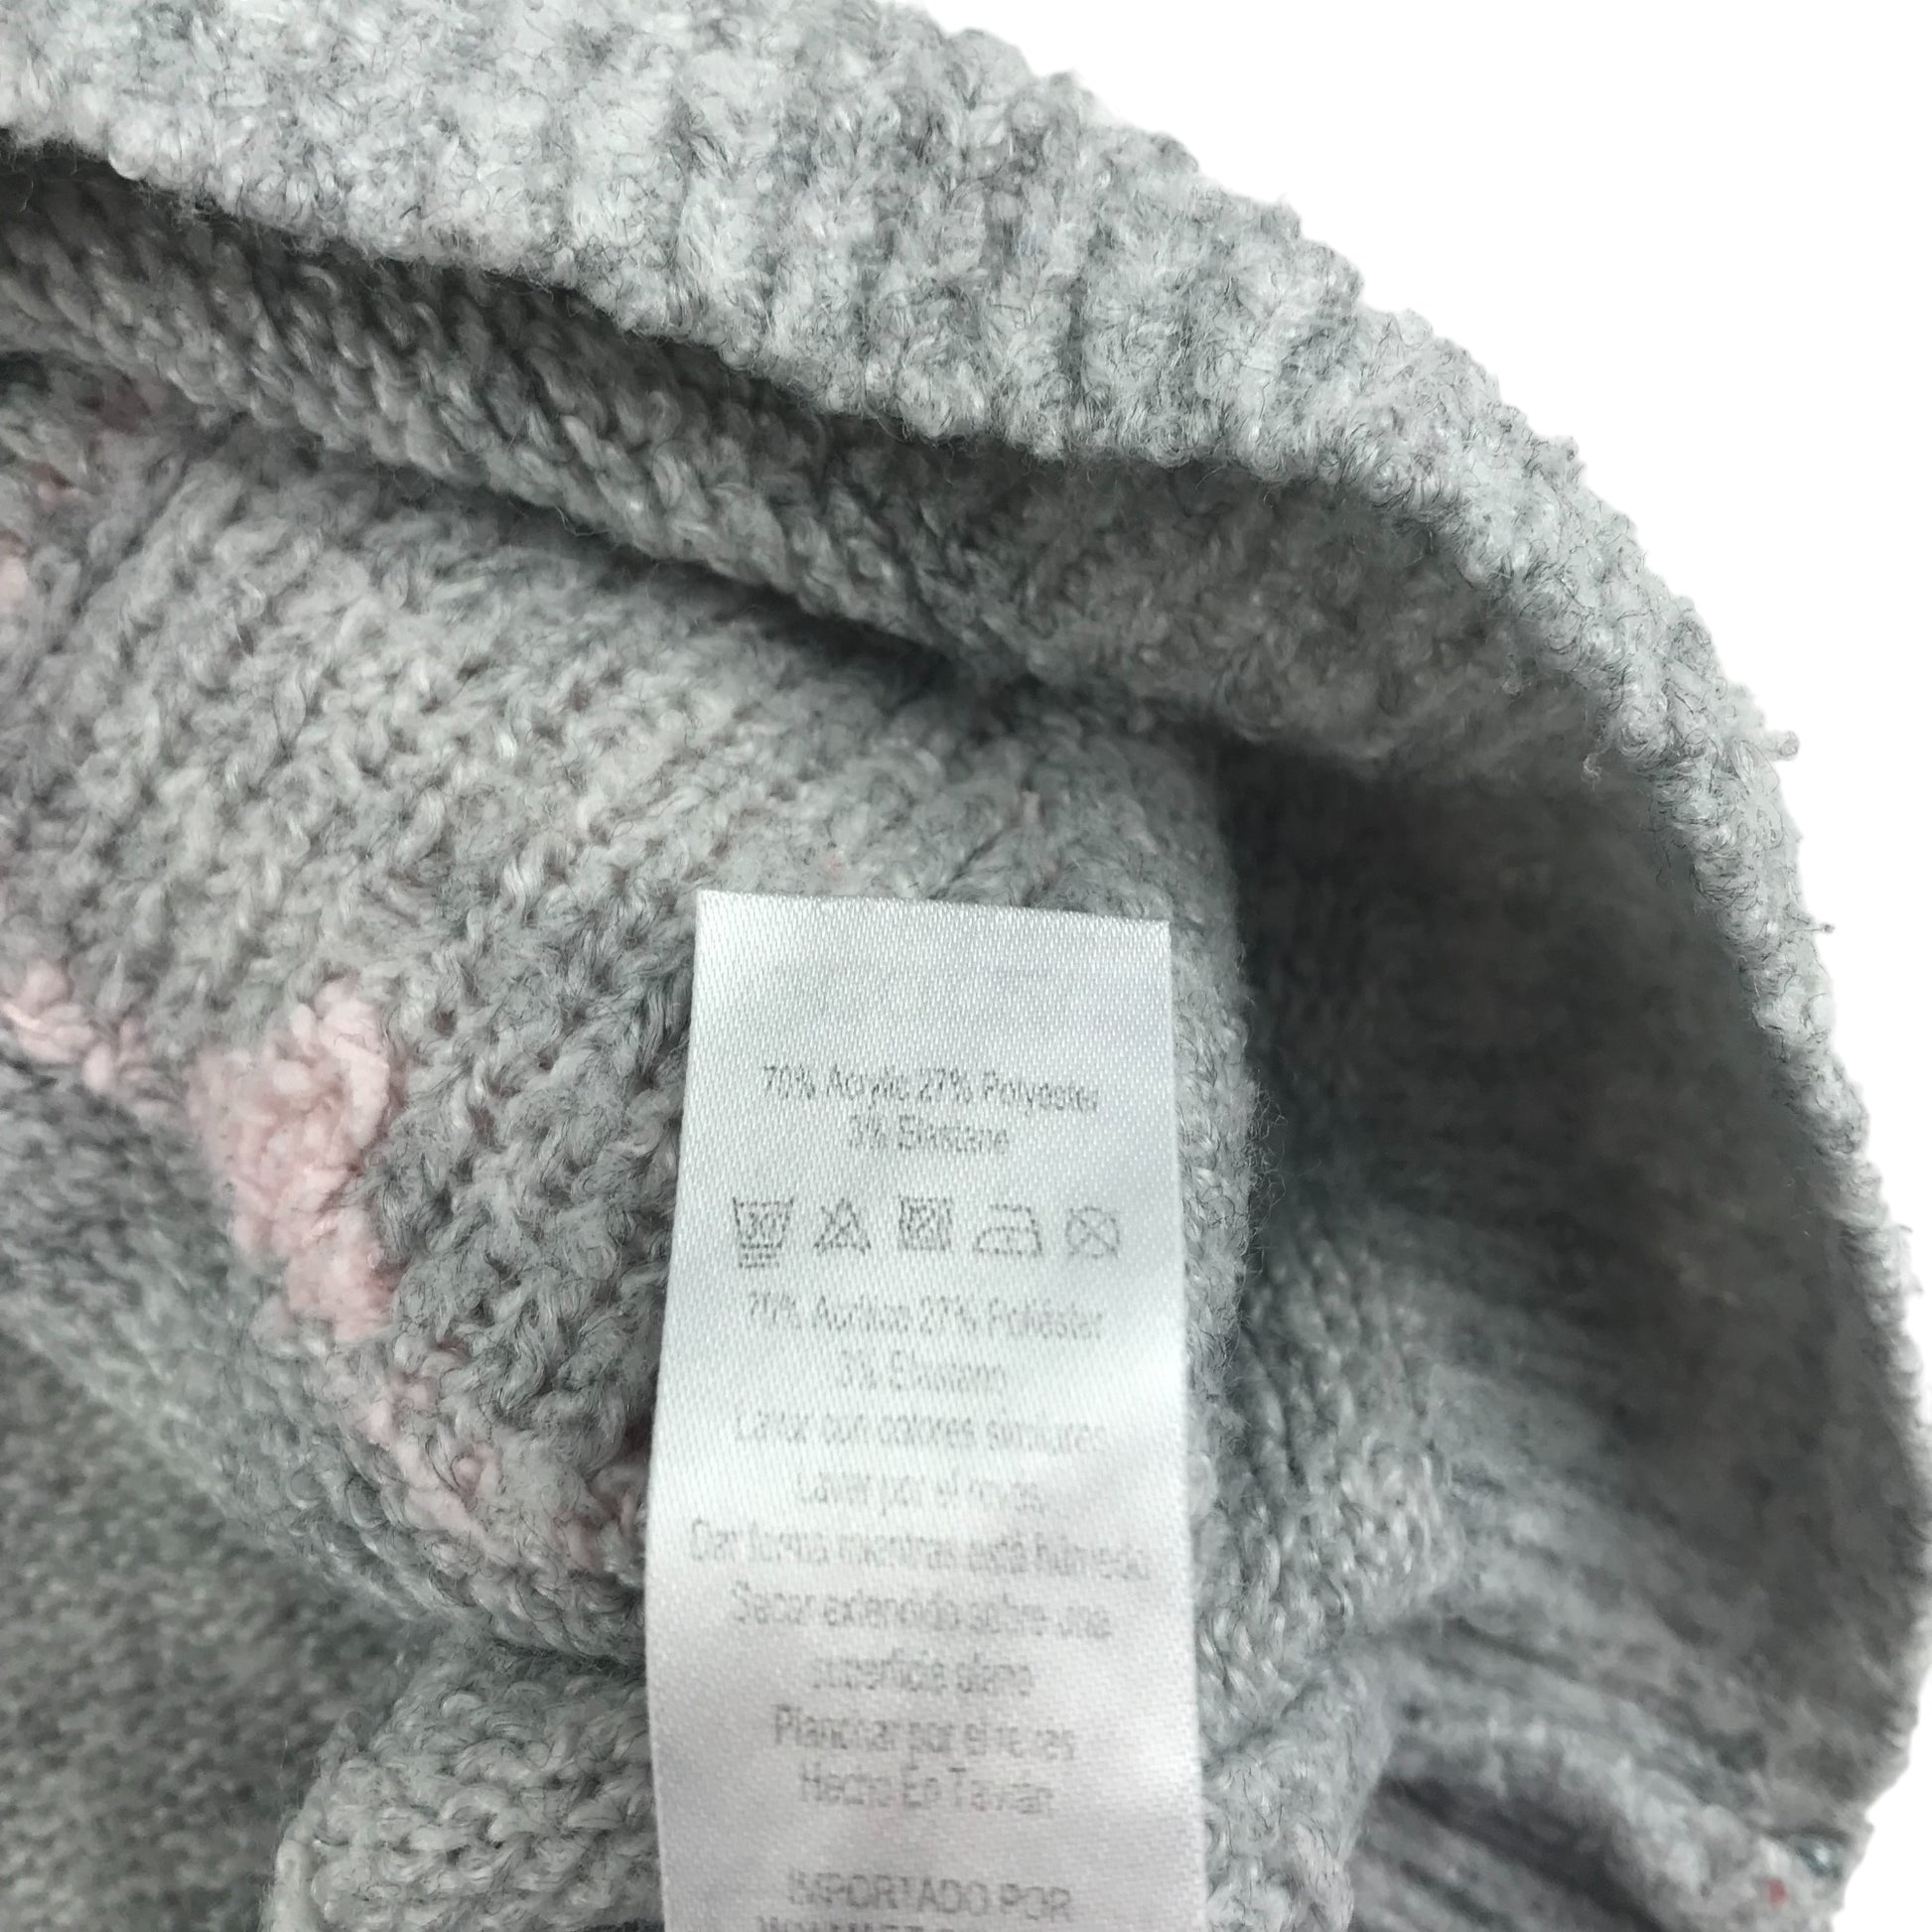 70% Acrylic 27% Polyester
3% Elastane
30
70% Acrílico 27% Poliéster
3% Elastano
Lavar con colores similares
Lavar por el revés
Dar forma mientras está húmedo
Secar extendido sobre una
superficie plana
Planchar por el revés
Hecho En Taiwán
IMPORTADO POR